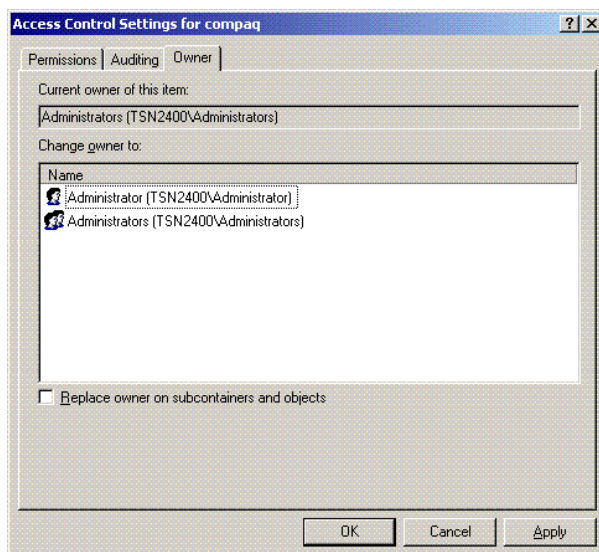 Access Control Settings for compaq
Permissions Auditing Owner
Current owner of this item:
Administrators (TSN2400\Administrators)
Change owner to:
Name
Administrator (TSN2400\Administrator)
Administrators (TSN2400\Administrators)
Replace owner on subcontainers and objects
OK Cancel Apply